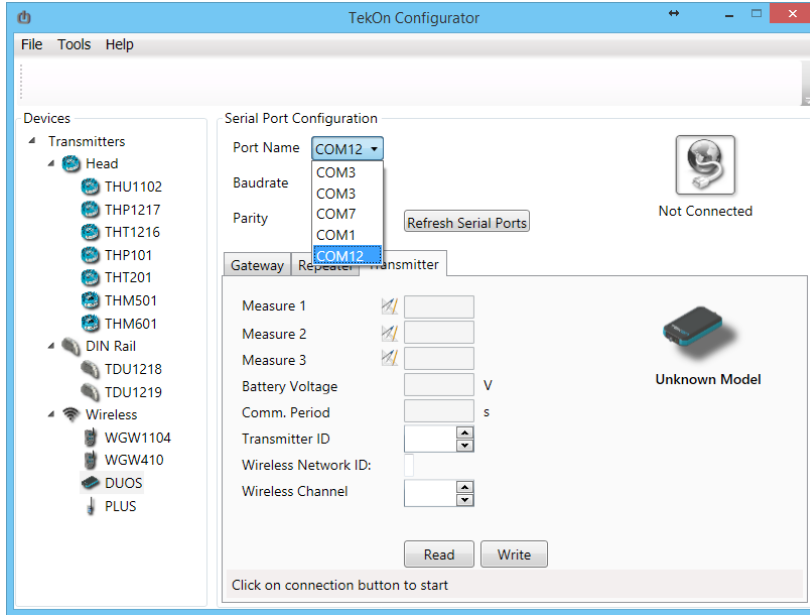 TekOn Configurator
File Tools Help
Devices
Transmitters
Head
THU1102
THP1217
THT1216
THP101
THT201
THM501
THM601
DIN Rail
TDU1218
TDU1219
Wireless
WGW1104
WGW410
DUOS
PLUS
Serial Port Configuration
Port Name COM12
COM3
COM3
COM7
COM1
COM12
Baudrate
Parity
Refresh Serial Ports
Not Connected
Gateway Repeater Transmitter
Measure 1
Measure 2
Measure 3
Battery Voltage V
Comm. Period s
Transmitter ID
Wireless Network ID:
Wireless Channel
Unknown Model
Read Write
Click on connection button to start